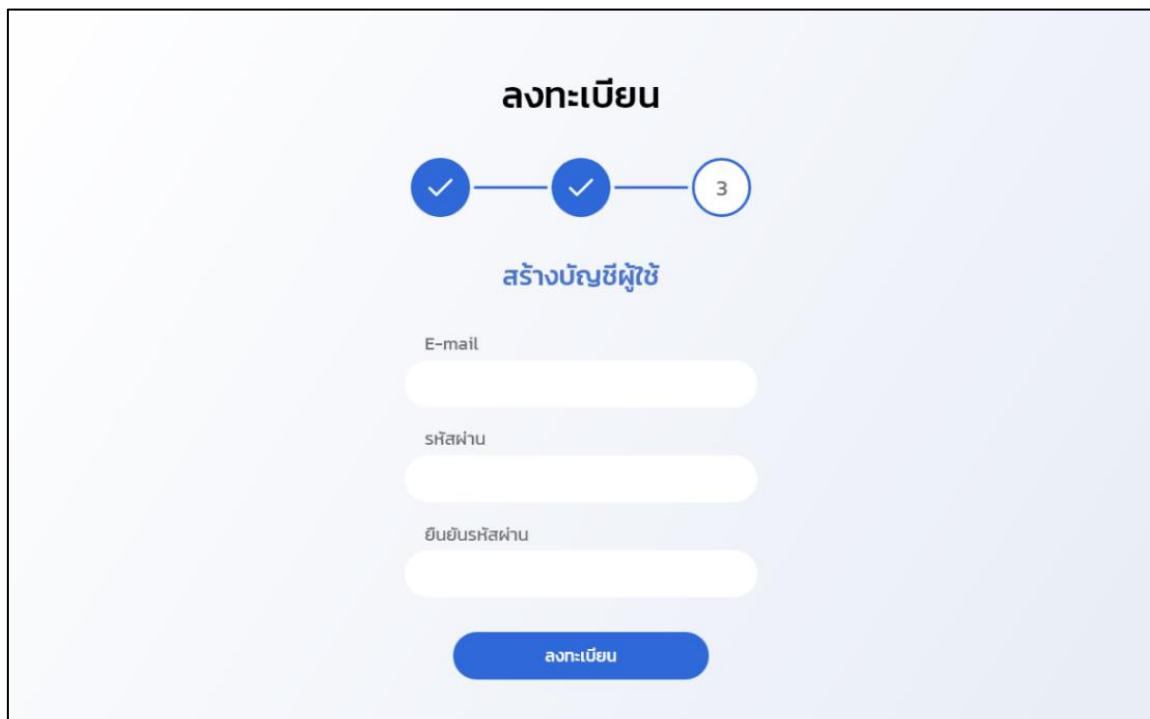 ลงทะเบียน
3
สร้างบัญชีผู้ใช้
E-mail
รหัสผ่าน
ยืนยันรหัสผ่าน
ลงทะเบียน